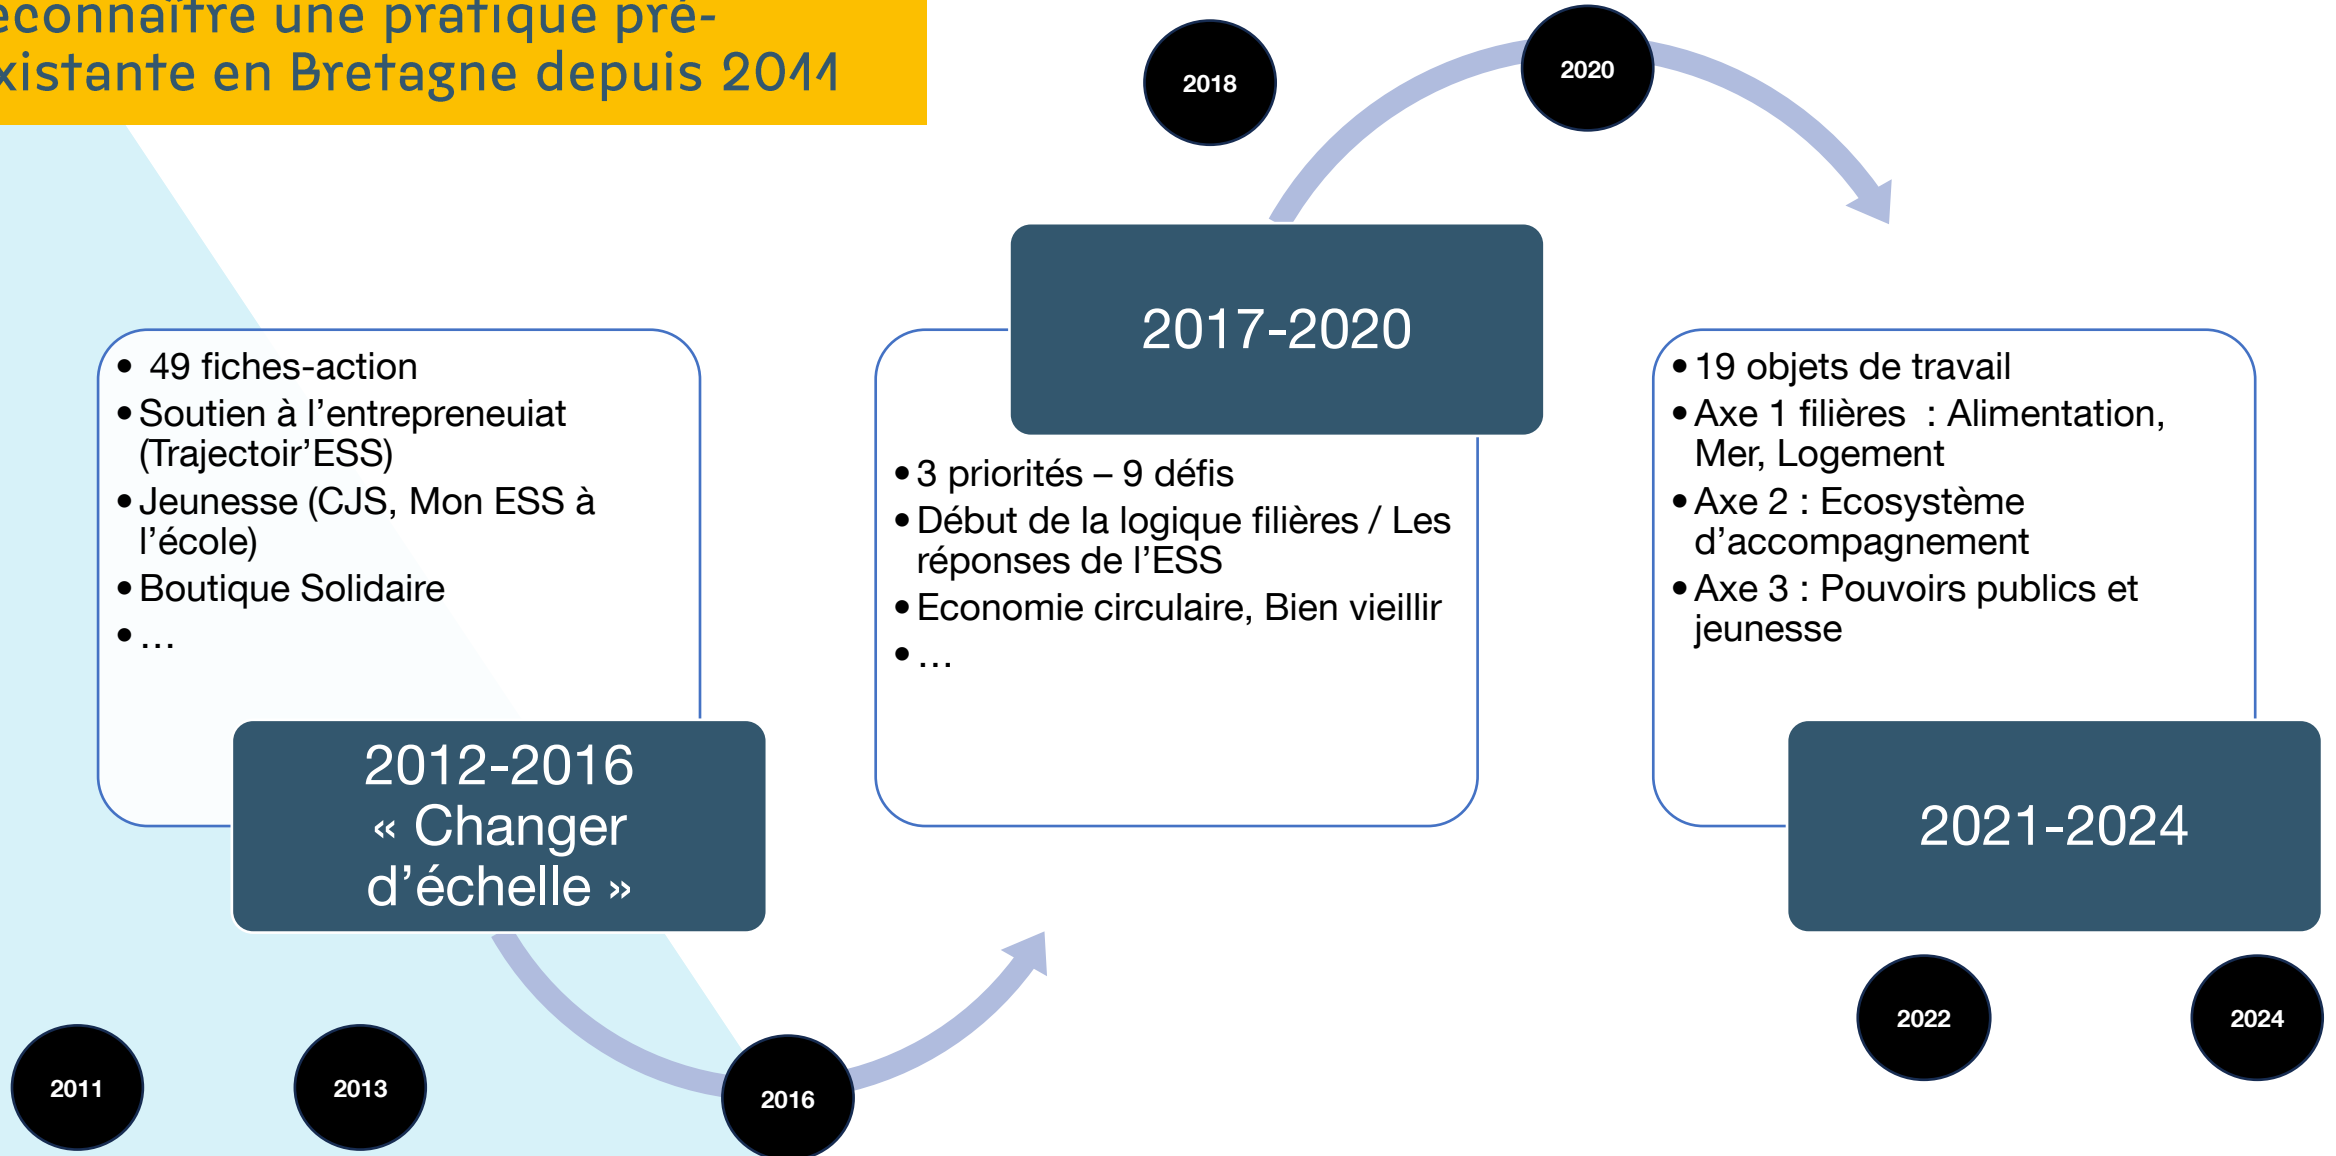 econnaître une pratique pré-
xistante en Bretagne depuis 2011
2018
2020
• 49 fiches-action
• Soutien à l’entrepreneuiat
(Trajectoir’ESS)
• Jeunesse (CJS, Mon ESS à
l’école)
• Boutique Solidaire
• …
2012-2016
« Changer
d’échelle »
2017-2020
• 3 priorités – 9 défis
• Début de la logique filières / Les
réponses de l’ESS
• Economie circulaire, Bien vieillir
• …
• 19 objets de travail
• Axe 1 filières : Alimentation,
Mer, Logement
• Axe 2 : Ecosystème
d’accompagnement
• Axe 3 : Pouvoirs publics et
jeunesse
2021-2024
2011
2013
2016
2022
2024